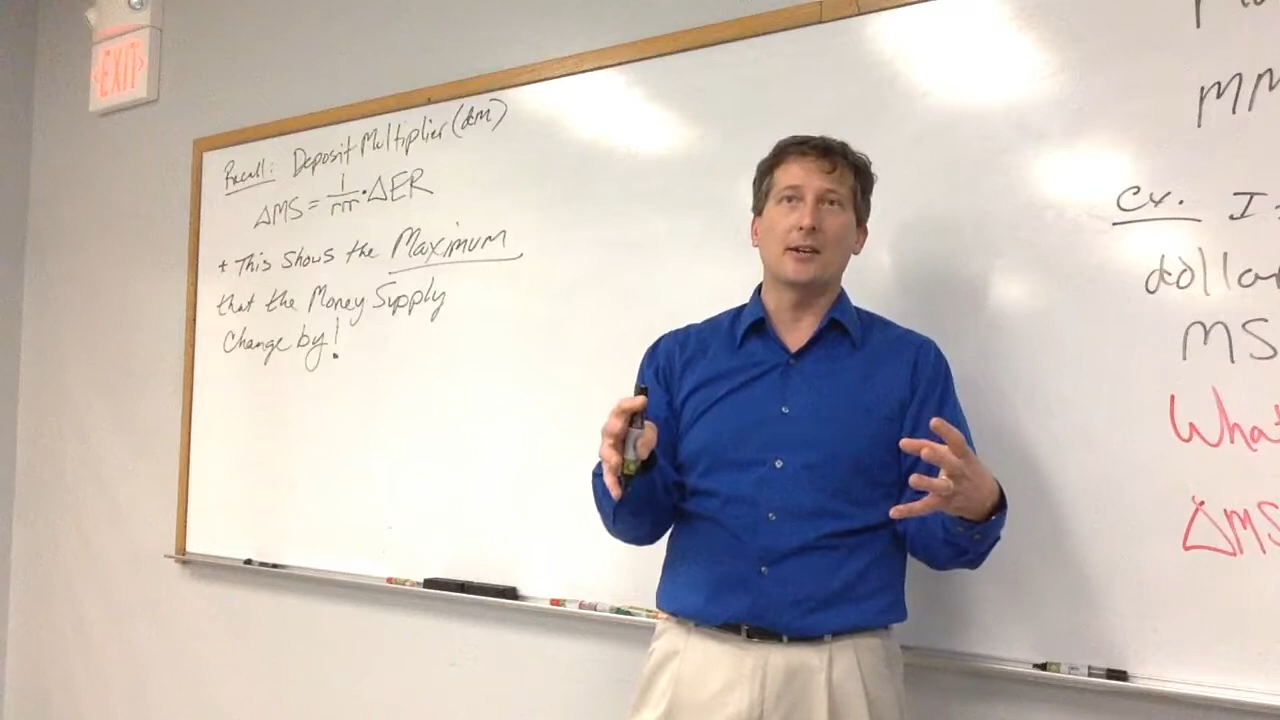 EXIT
Recall: Deposit Multiplier (dm)
ΔMS = 1/rrr · ΔER
* This shows the Maximum
that the Money Supply
Change by!
MM
Ex. I
dolla
MS
Wha
ΔMS